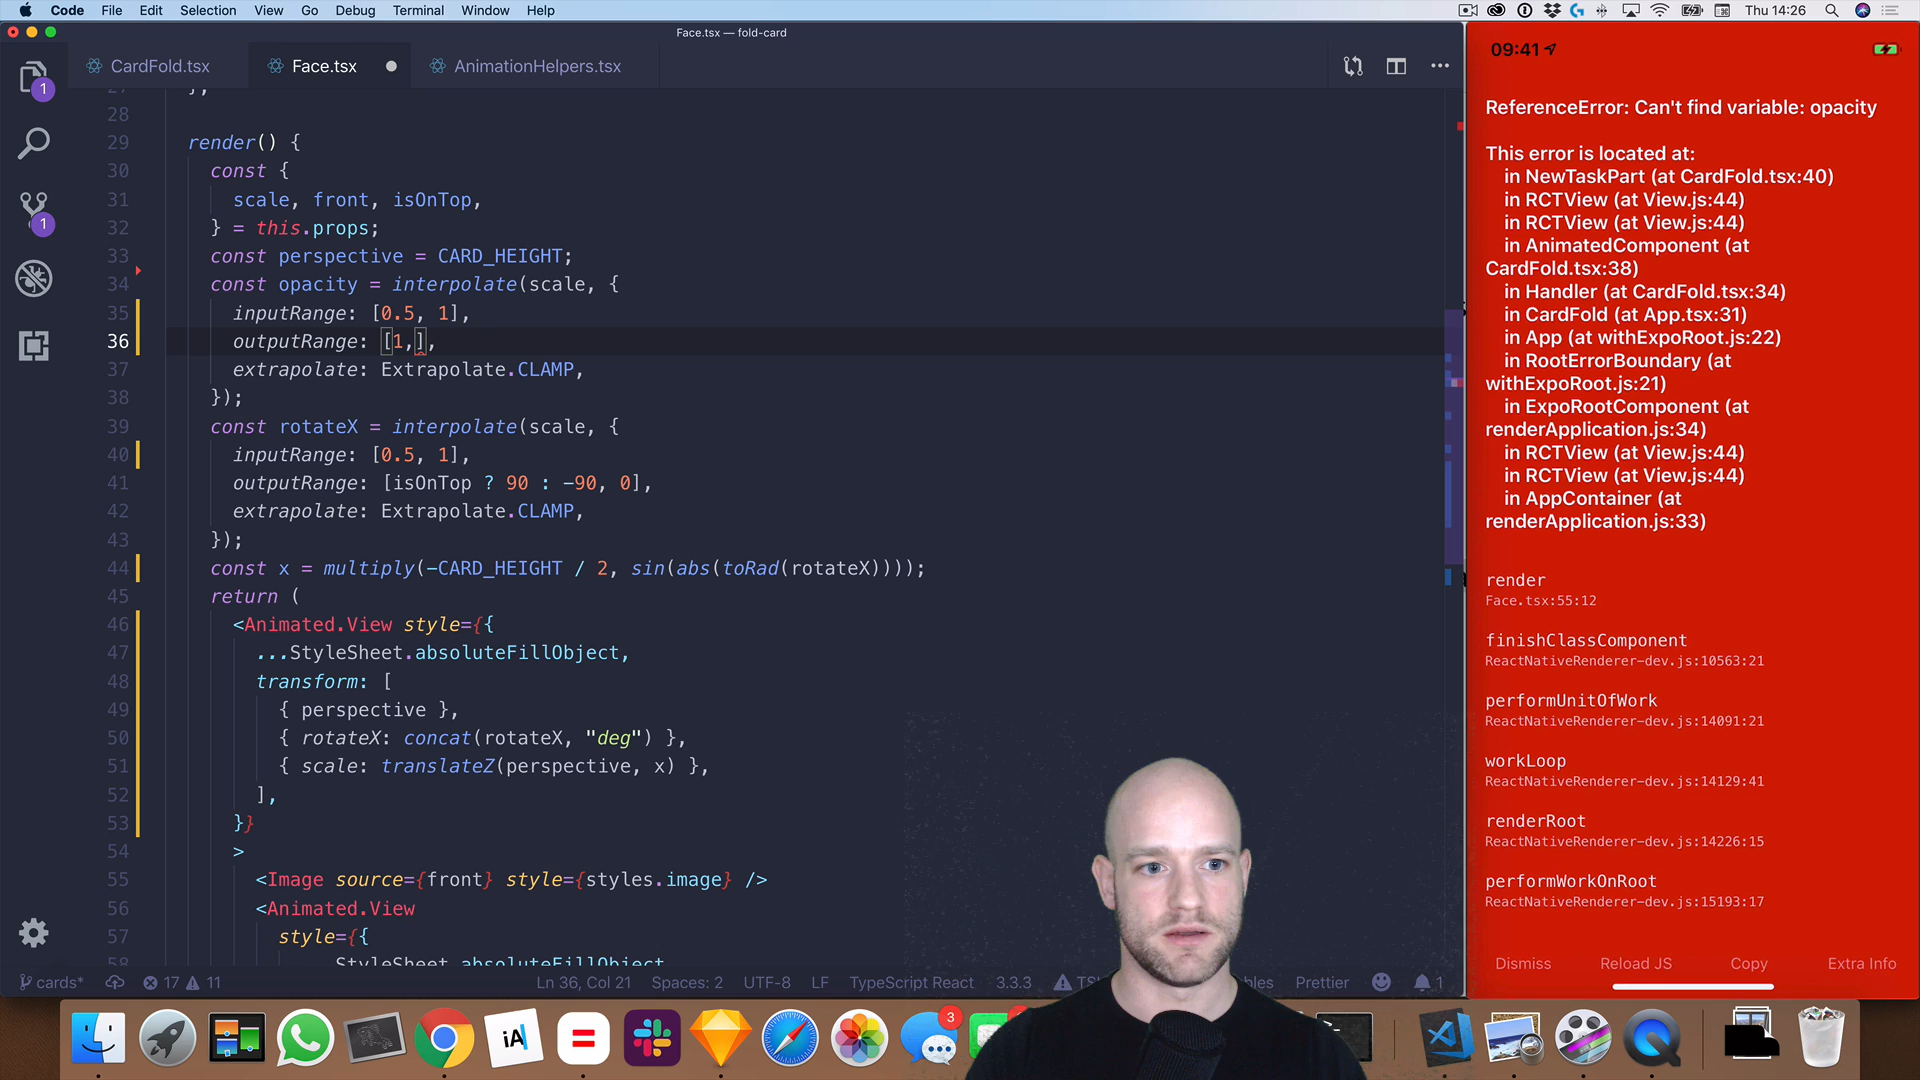 Code File Edit Selection View Go Debug Terminal Window Help
Thu 14:26
Face.tsx — fold-card
CardFold.tsx
Face.tsx
AnimationHelpers.tsx
1
1
28
29 render() {
30 const {
31 scale, front, isOnTop,
32 } = this.props;
33 const perspective = CARD_HEIGHT;
34 const opacity = interpolate(scale, {
35 inputRange: [0.5, 1],
36 outputRange: [1,],
37 extrapolate: Extrapolate.CLAMP,
38 });
39 const rotateX = interpolate(scale, {
40 inputRange: [0.5, 1],
41 outputRange: [isOnTop ? 90 : -90, 0],
42 extrapolate: Extrapolate.CLAMP,
43 });
44 const x = multiply(-CARD_HEIGHT / 2, sin(abs(toRad(rotateX))));
45 return (
46 <Animated.View style={{
47 ...StyleSheet.absoluteFillObject,
48 transform: [
49 { perspective },
50 { rotateX: concat(rotateX, "deg") },
51 { scale: translateZ(perspective, x) },
52 ],
53 }}
54 >
55 <Image source={front} style={styles.image} />
56 <Animated.View
57 style={{
58 ...StyleSheet.absoluteFillObject
cards*
17
11
Ln 36, Col 21
Spaces: 2
UTF-8
LF
TypeScript React
3.3.3
Prettier
1
09:41
ReferenceError: Can't find variable: opacity
This error is located at:
in NewTaskPart (at CardFold.tsx:40)
in RCTView (at View.js:44)
in RCTView (at View.js:44)
in AnimatedComponent (at
CardFold.tsx:38)
in Handler (at CardFold.tsx:34)
in CardFold (at App.tsx:31)
in App (at withExpoRoot.js:22)
in RootErrorBoundary (at
withExpoRoot.js:21)
in ExpoRootComponent (at
renderApplication.js:34)
in RCTView (at View.js:44)
in RCTView (at View.js:44)
in AppContainer (at
renderApplication.js:33)
render
Face.tsx:55:12
finishClassComponent
ReactNativeRenderer-dev.js:10563:21
performUnitOfWork
ReactNativeRenderer-dev.js:14091:21
workLoop
ReactNativeRenderer-dev.js:14129:41
renderRoot
ReactNativeRenderer-dev.js:14226:15
performWorkOnRoot
ReactNativeRenderer-dev.js:15193:17
Dismiss
Reload JS
Copy
Extra Info
iA
3